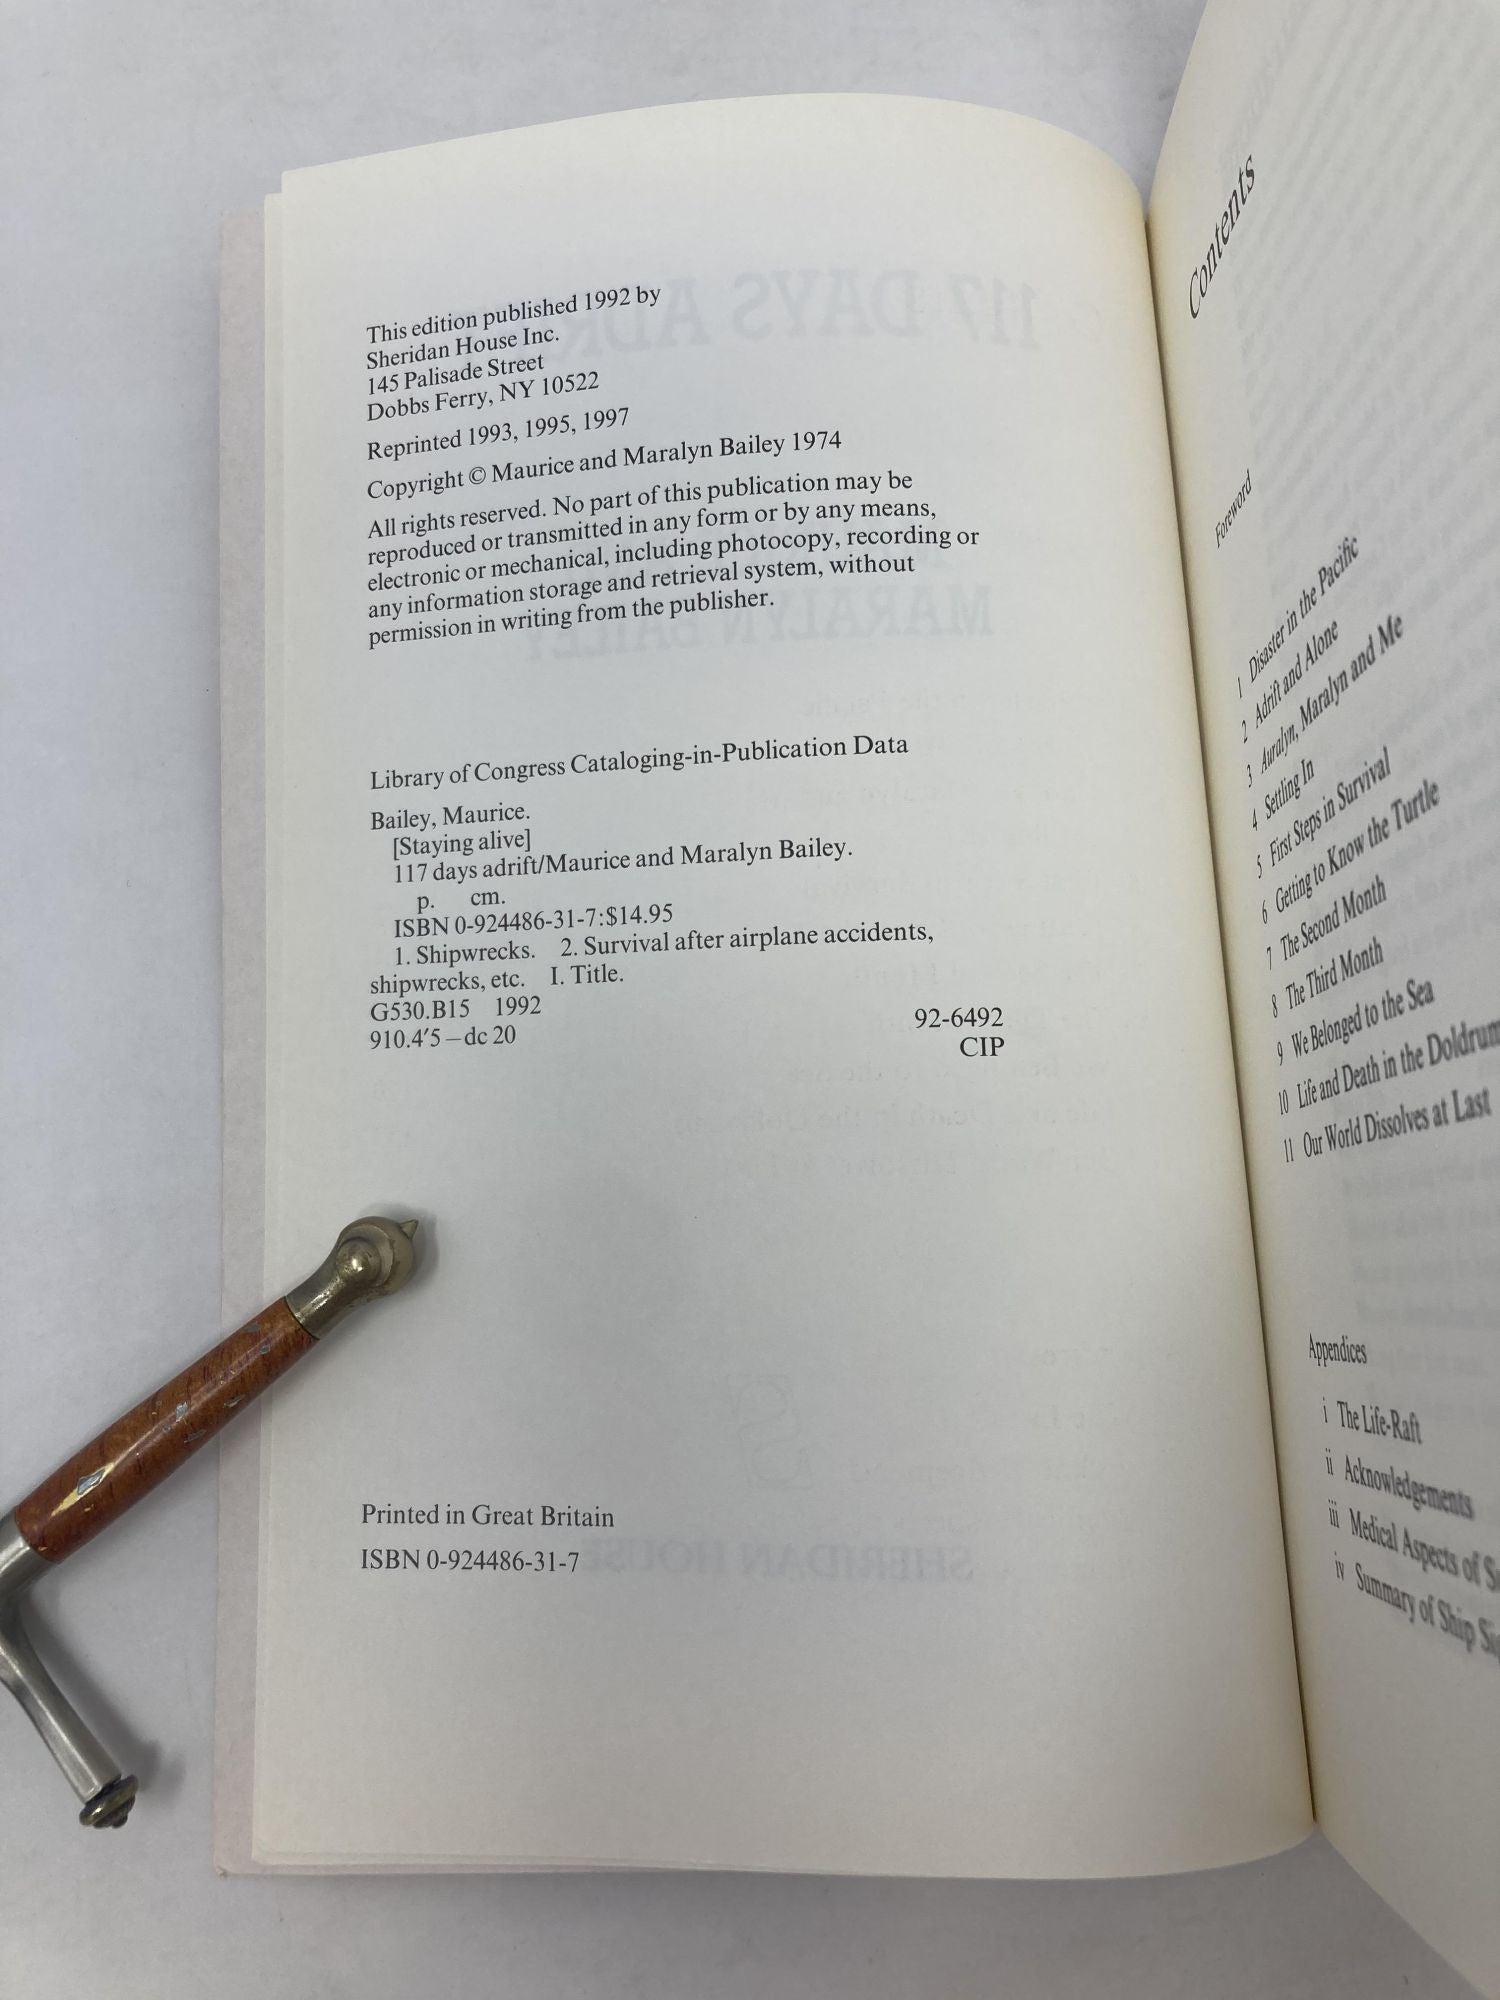 This edition published 1992 by
Sheridan House Inc.
145 Palisade Street
Dobbs Ferry, NY 10522
Reprinted 1993, 1995, 1997
Copyright © Maurice and Maralyn Bailey 1974
All rights reserved. No part of this publication may be
reproduced or transmitted in any form or by any means,
electronic or mechanical, including photocopy, recording or
any information storage and retrieval system, without
permission in writing from the publisher.
Library of Congress Cataloging-in-Publication Data
Bailey, Maurice.
[Staying alive]
117 days adrift/Maurice and Maralyn Bailey.
p. cm.
ISBN 0-924486-31-7:$14.95
1. Shipwrecks. 2. Survival after airplane accidents,
shipwrecks, etc. I. Title.
G530.B15 1992
910.4′5 – dc 20
92-6492
CIP
Printed in Great Britain
ISBN 0-924486-31-7
Contents
Foreword
1 Disaster in the Pacific
2 Adrift and Alone
3 Auralyn, Maralyn and Me
4 Settling In
5 First Steps in Survival
6 Getting to Know the Turtle
7 The Second Month
8 The Third Month
9 We Belonged to the Sea
10 Life and Death in the Doldrum
11 Our World Dissolves at Last
Appendices
i The Life-Raft
ii Acknowledgements
iii Medical Aspects of
iv Summary of Ship